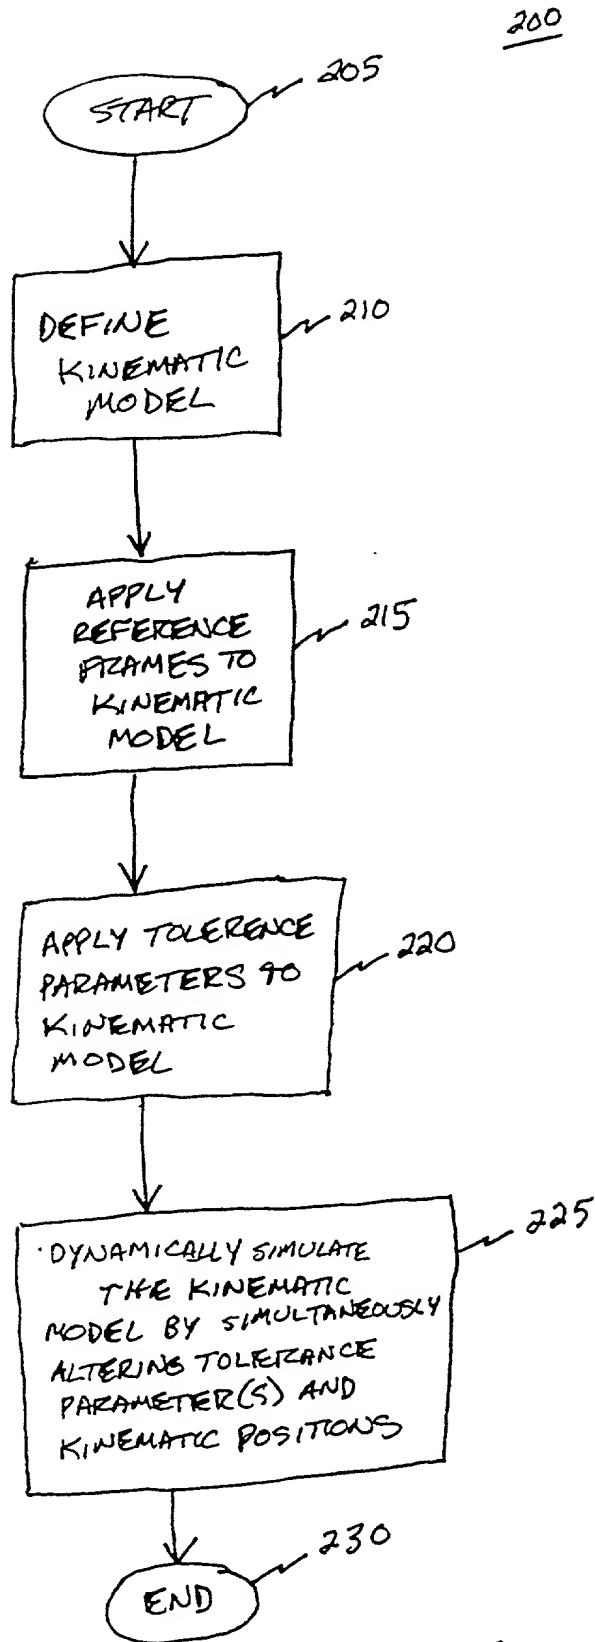 200
START
205
DEFINE
KINEMATIC
MODEL
210
APPLY
REFERENCE
FRAMES TO
KINEMATIC
MODEL
215
APPLY TOLERENCE
PARAMETERS TO
KINEMATIC
MODEL
220
DYNAMICALLY SIMULATE
THE KINEMATIC
MODEL BY SIMULTANEOUSLY
ALTERING TOLERANCE
PARAMETER(S) AND
KINEMATIC POSITIONS
225
END
230